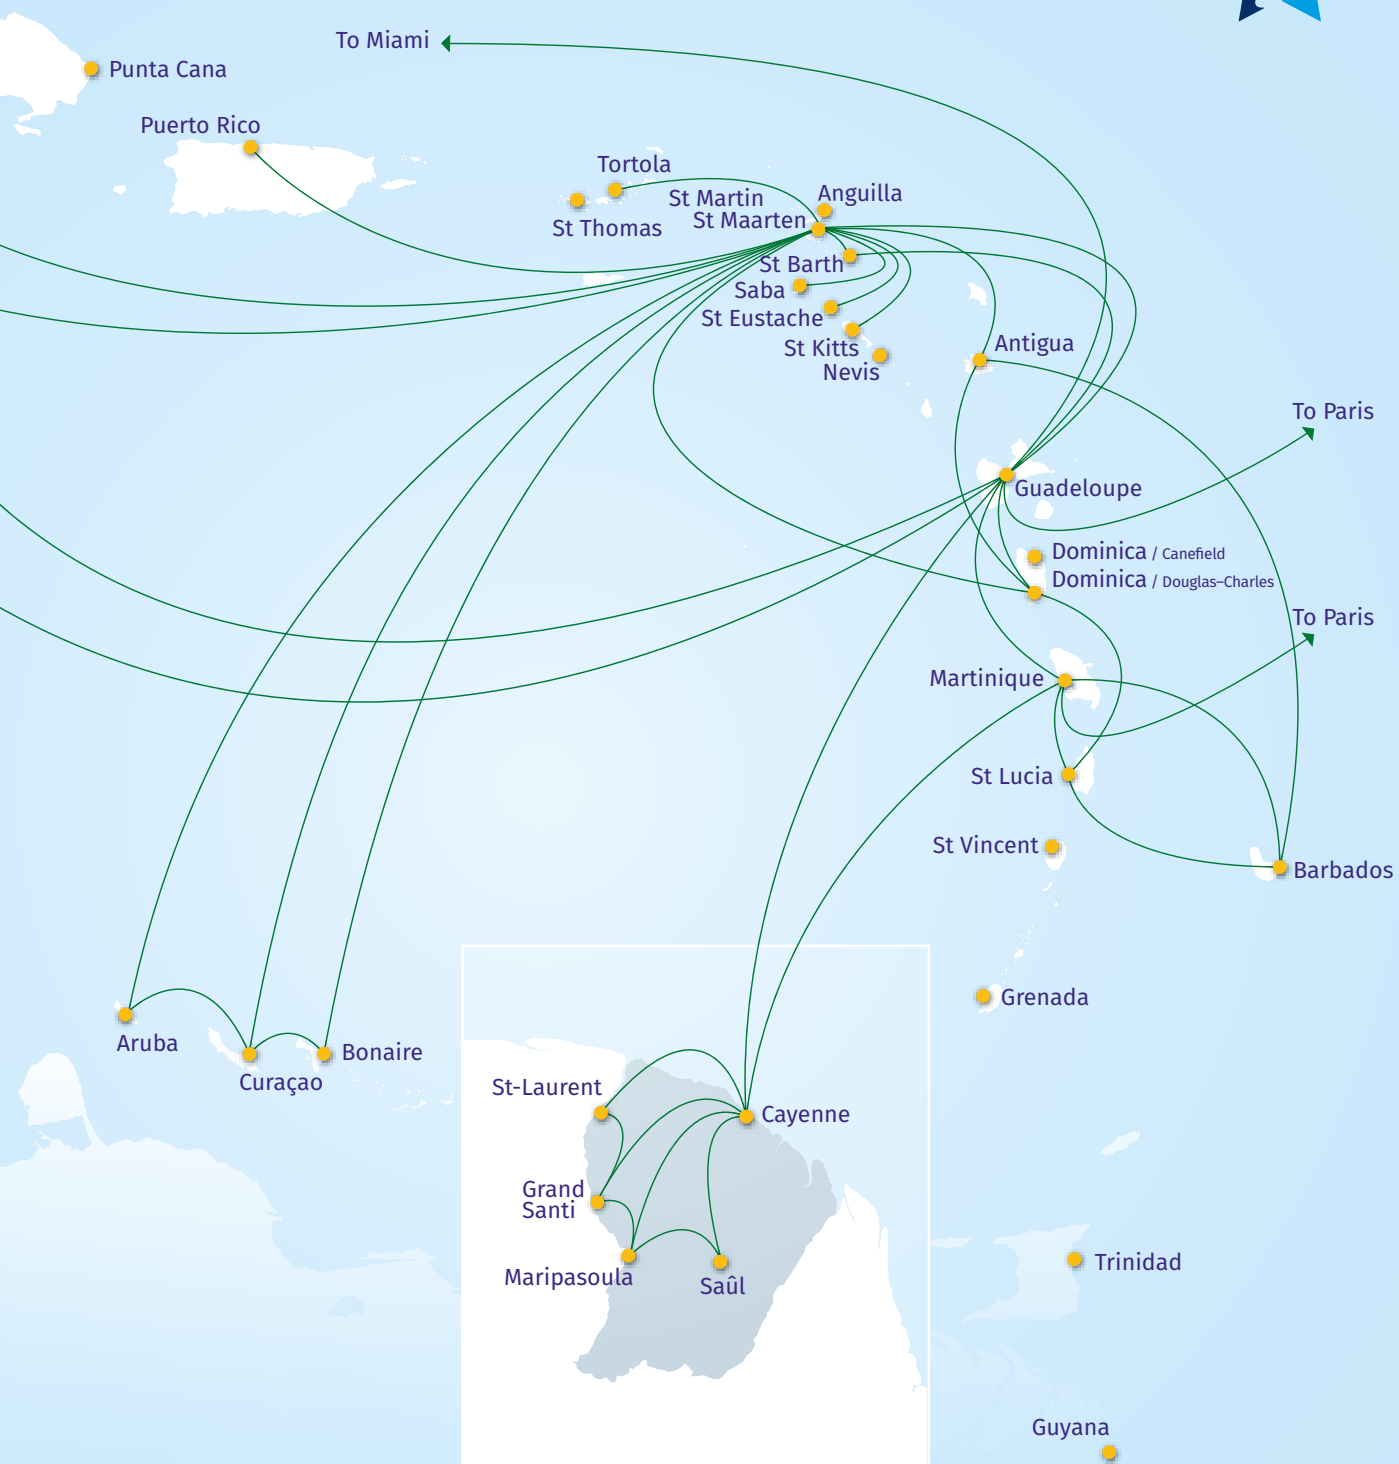 To Miami
Punta Cana
Puerto Rico
Tortola
St Martin
Anguilla
St Maarten
St Thomas
St Barth
Saba
St Eustache
Antigua
St Kitts
Nevis
To Paris
Guadeloupe
Dominica / Canefield
Dominica / Douglas–Charles
To Paris
Martinique
St Lucia
St Vincent
Barbados
Grenada
Aruba
Bonaire
Curaçao
St-Laurent
Cayenne
Grand
Santi
Maripasoula
Saûl
Trinidad
Guyana